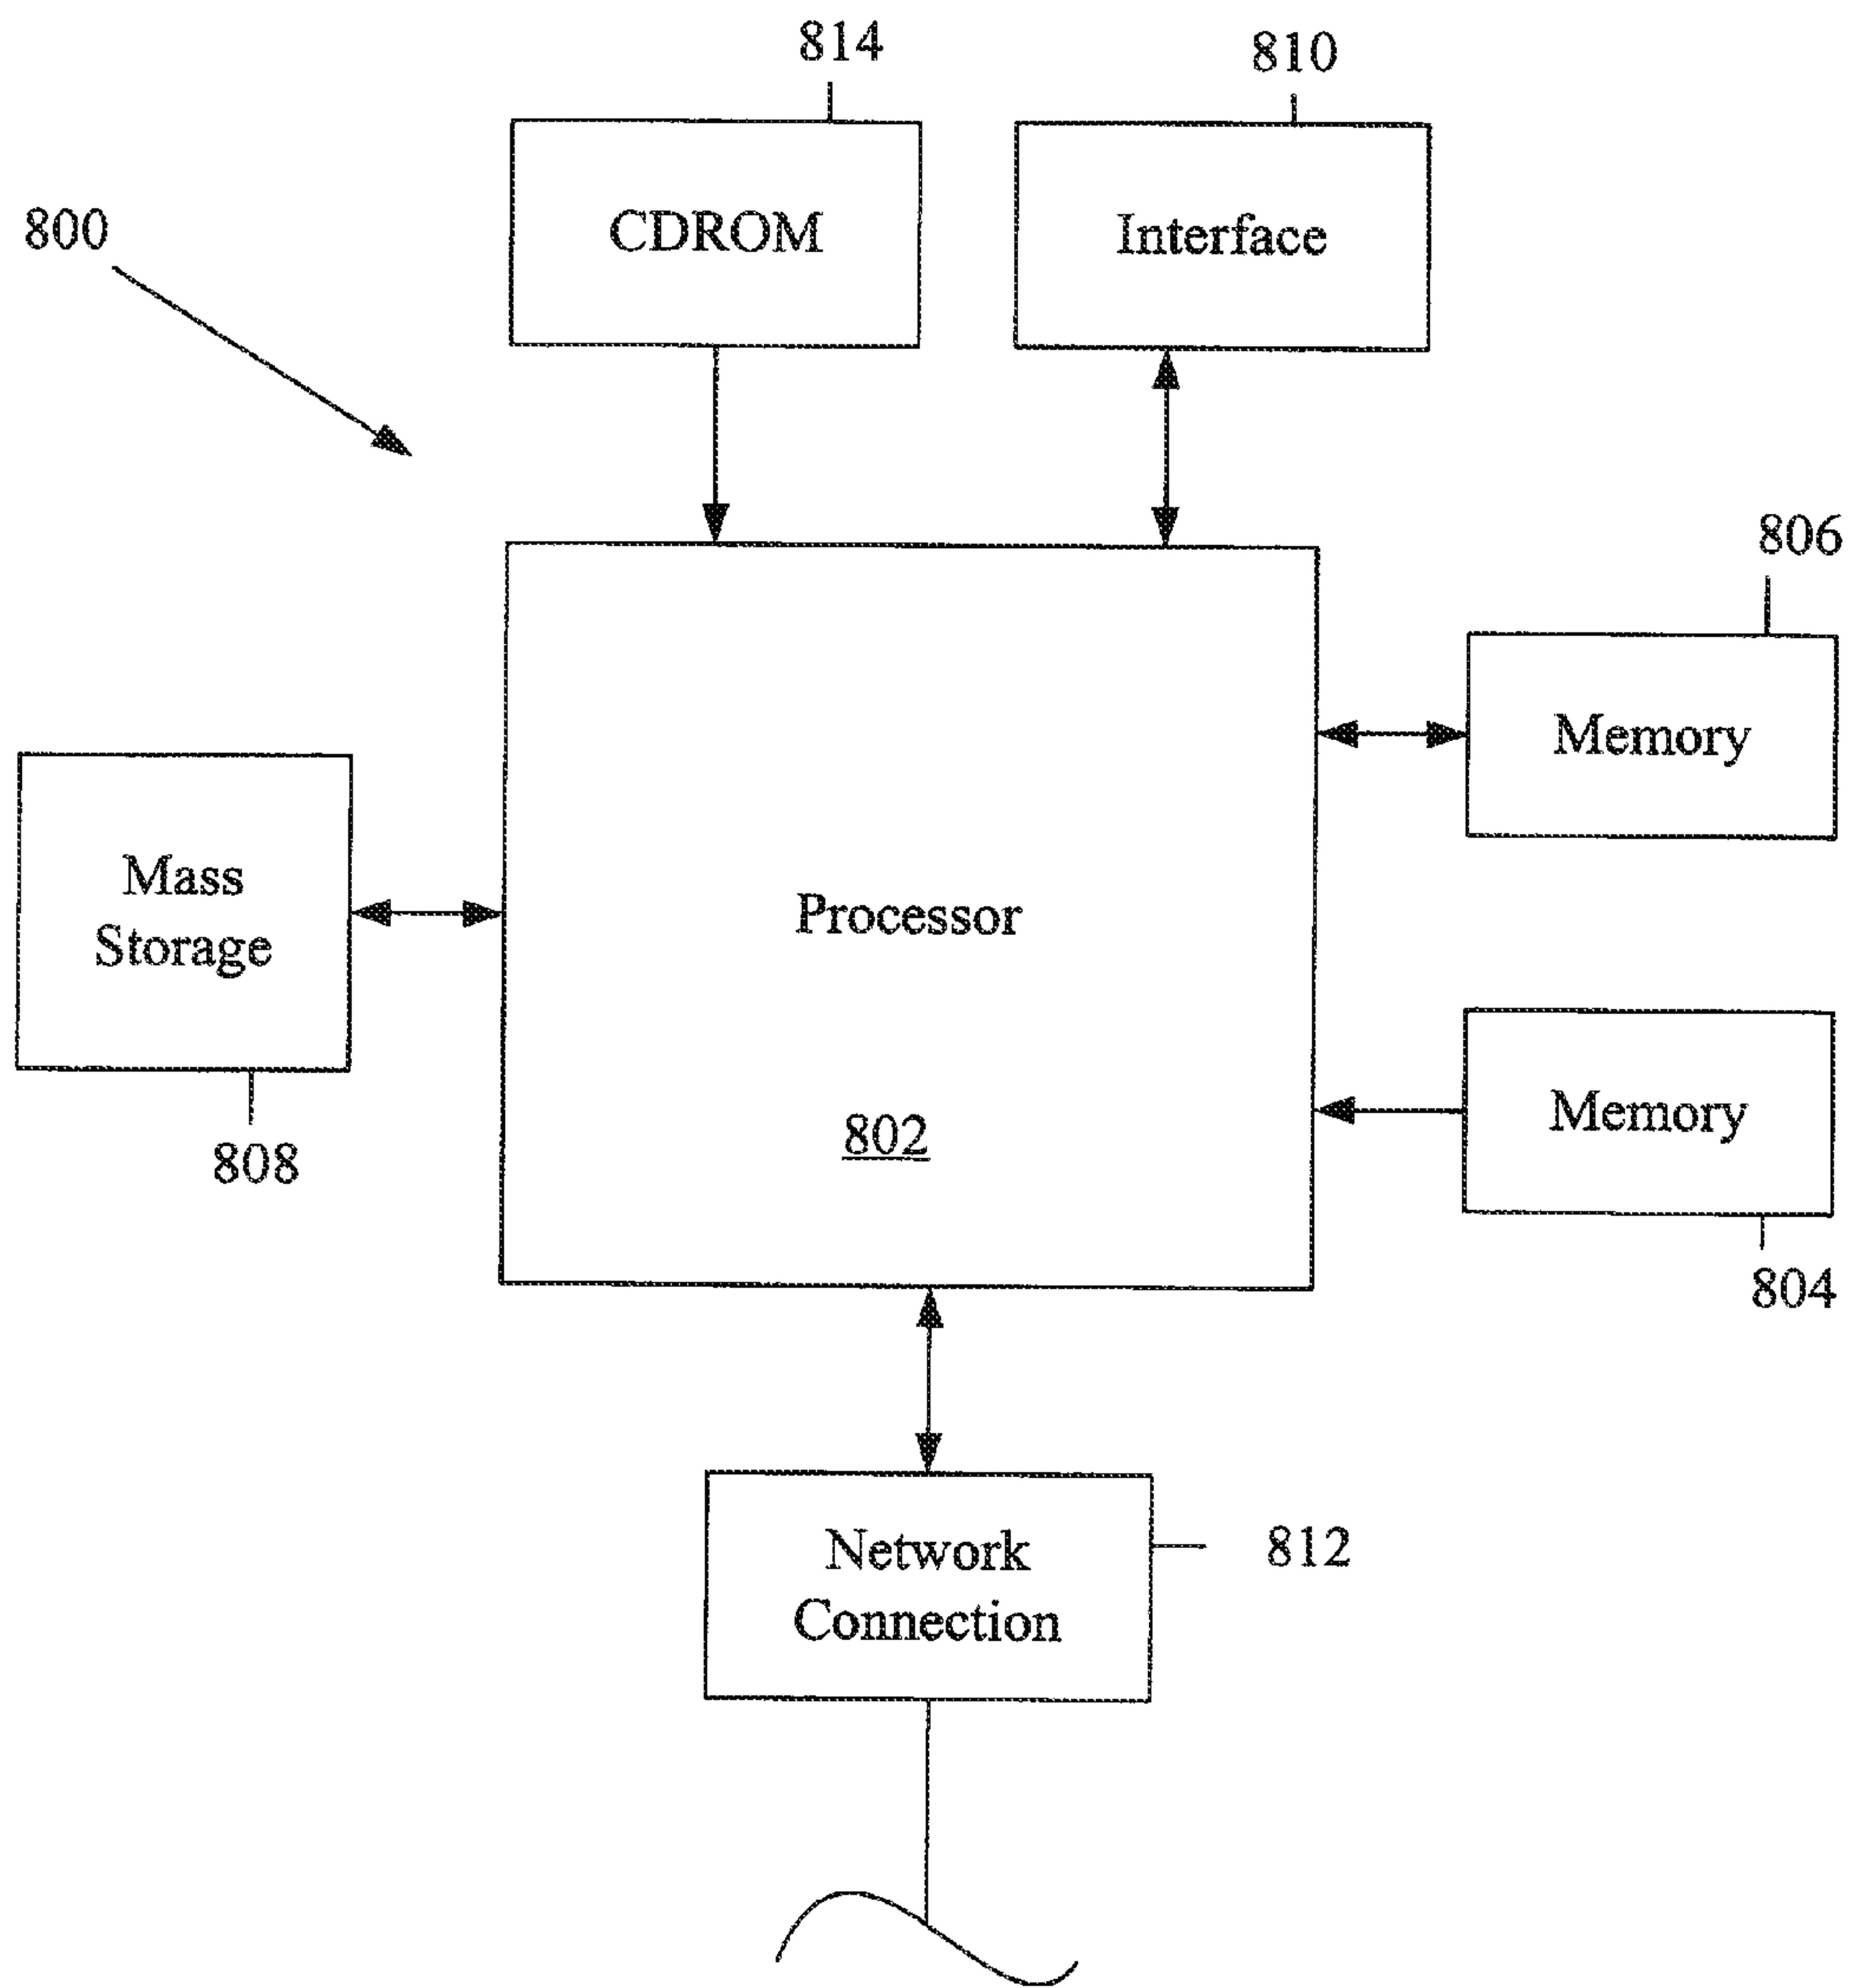 814
810
800
CDROM
Interface
806
Memory
Mass
Storage
Processor
808
802
Memory
804
Network
Connection
812